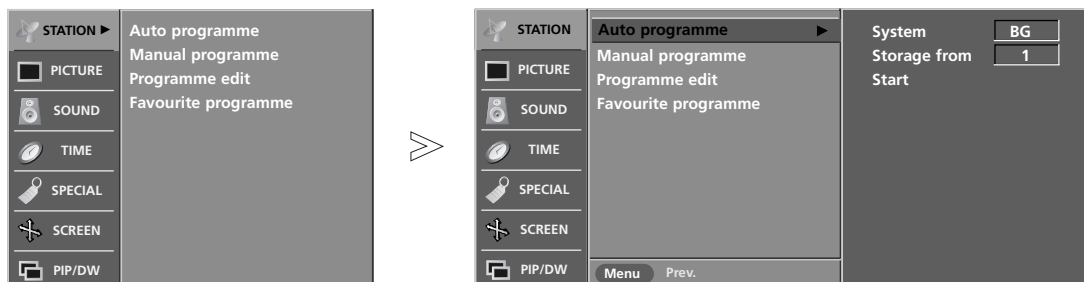 STATION ►
PICTURE
SOUND
TIME
SPECIAL
SCREEN
PIP/DW
Auto programme
Manual programme
Programme edit
Favourite programme
STATION
PICTURE
SOUND
TIME
SPECIAL
SCREEN
PIP/DW
Auto programme ►
Manual programme
Programme edit
Favourite programme
Menu Prev.
System BG
Storage from 1
Start